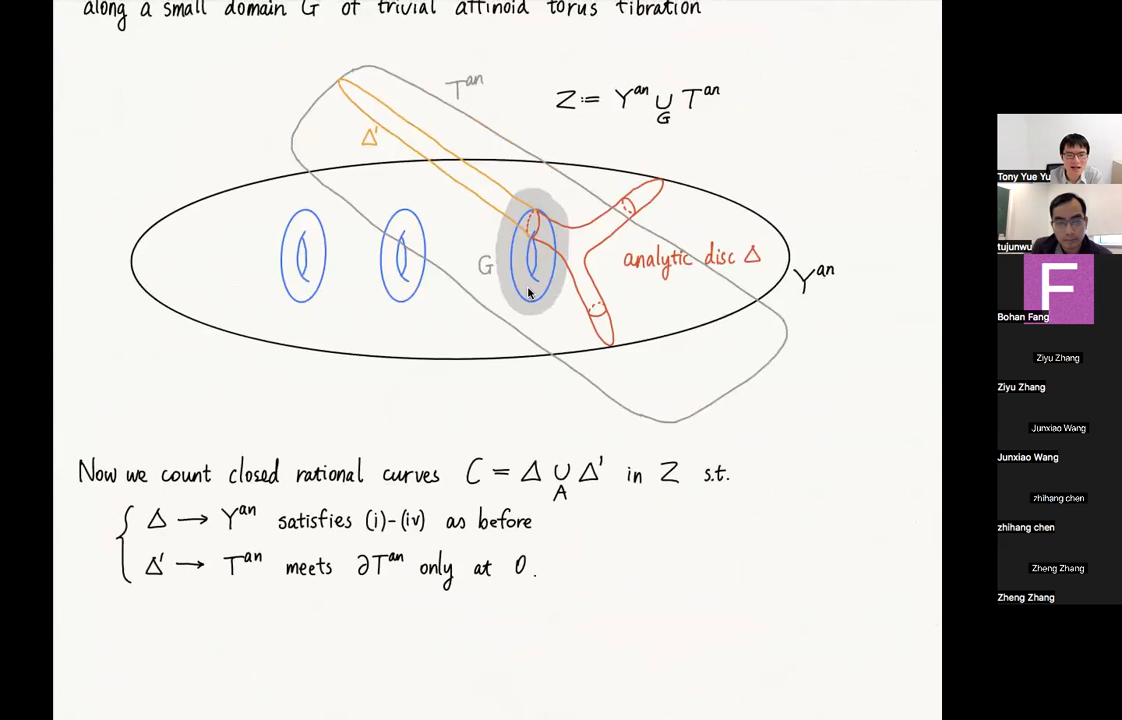 along a small domain G of trivial affinoid torus fibration
T^an
Z := Y^an ∪_G T^an
Δ'
G
analytic disc Δ
Y^an
Now we count closed rational curves C = Δ ∪_A Δ' in Z s.t.
Δ → Y^an satisfies (i)-(iv) as before
Δ' → T^an meets ∂T^an only at 0.
Tony Yue Yu
tujunwu
F
Bohan Fang
Ziyu Zhang
Ziyu Zhang
Junxiao Wang
Junxiao Wang
zhihang chen
zhihang chen
Zheng Zhang
Zheng Zhang